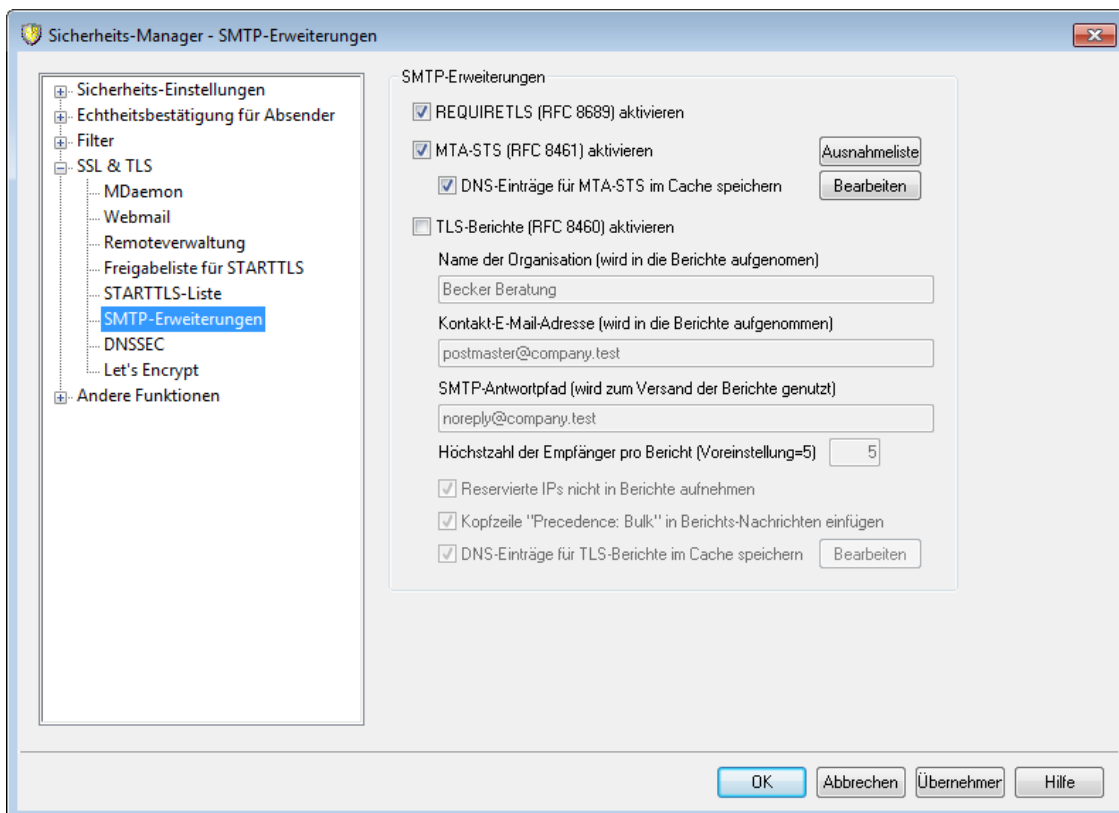 Sicherheits-Manager - SMTP-Erweiterungen
Sicherheits-Einstellungen
Echtheitsbestätigung für Absender
Filter
SSL & TLS
MDaemon
Webmail
Remoteverwaltung
Freigabeliste für STARTTLS
STARTTLS-Liste
SMTP-Erweiterungen
DNSSEC
Let's Encrypt
Andere Funktionen
SMTP-Erweiterungen
REQUIRETLS (RFC 8689) aktivieren
MTA-STS (RFC 8461) aktivieren
Ausnahmeliste
DNS-Einträge für MTA-STS im Cache speichern
Bearbeiten
TLS-Berichte (RFC 8460) aktivieren
Name der Organisation (wird in die Berichte aufgenomen)
Becker Beratung
Kontakt-E-Mail-Adresse (wird in die Berichte aufgenommen)
postmaster@company.test
SMTP-Antwortpfad (wird zum Versand der Berichte genutzt)
noreply@company.test
Höchstzahl der Empfänger pro Bericht (Voreinstellung=5)
5
Reservierte IPs nicht in Berichte aufnehmen
Kopfzeile "Precedence: Bulk" in Berichts-Nachrichten einfügen
DNS-Einträge für TLS-Berichte im Cache speichern
Bearbeiten
OK
Abbrechen
Übernehmer
Hilfe